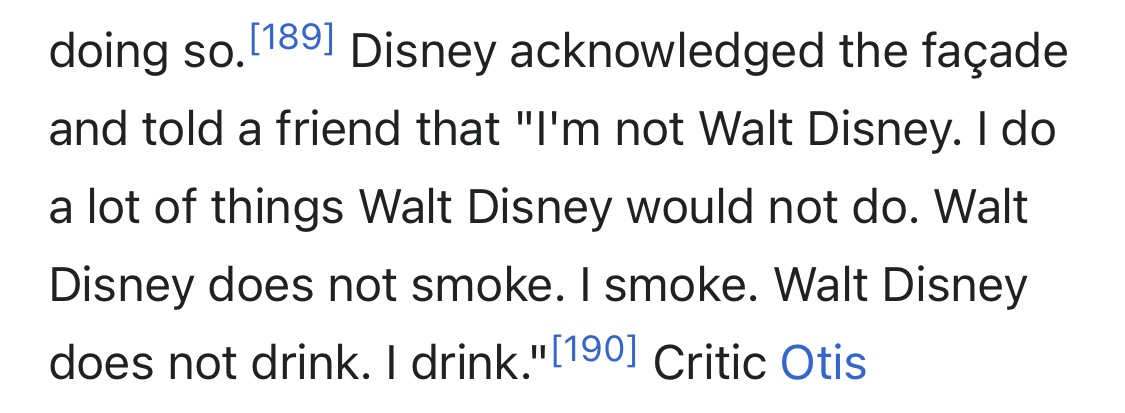 doing so.[189] Disney acknowledged the façade
and told a friend that "I'm not Walt Disney. I do
a lot of things Walt Disney would not do. Walt
Disney does not smoke. I smoke. Walt Disney
does not drink. I drink."[190] Critic Otis